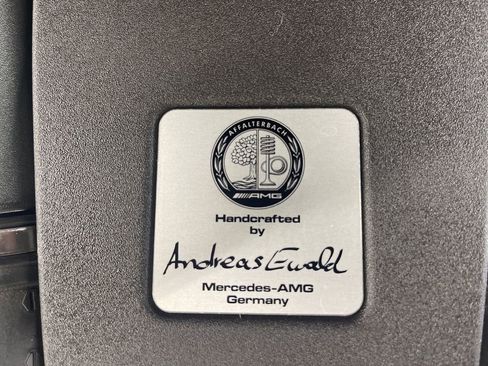 AFFALTERBACH
AMG
Handcrafted
by
Andreas Ewald
Mercedes-AMG
Germany